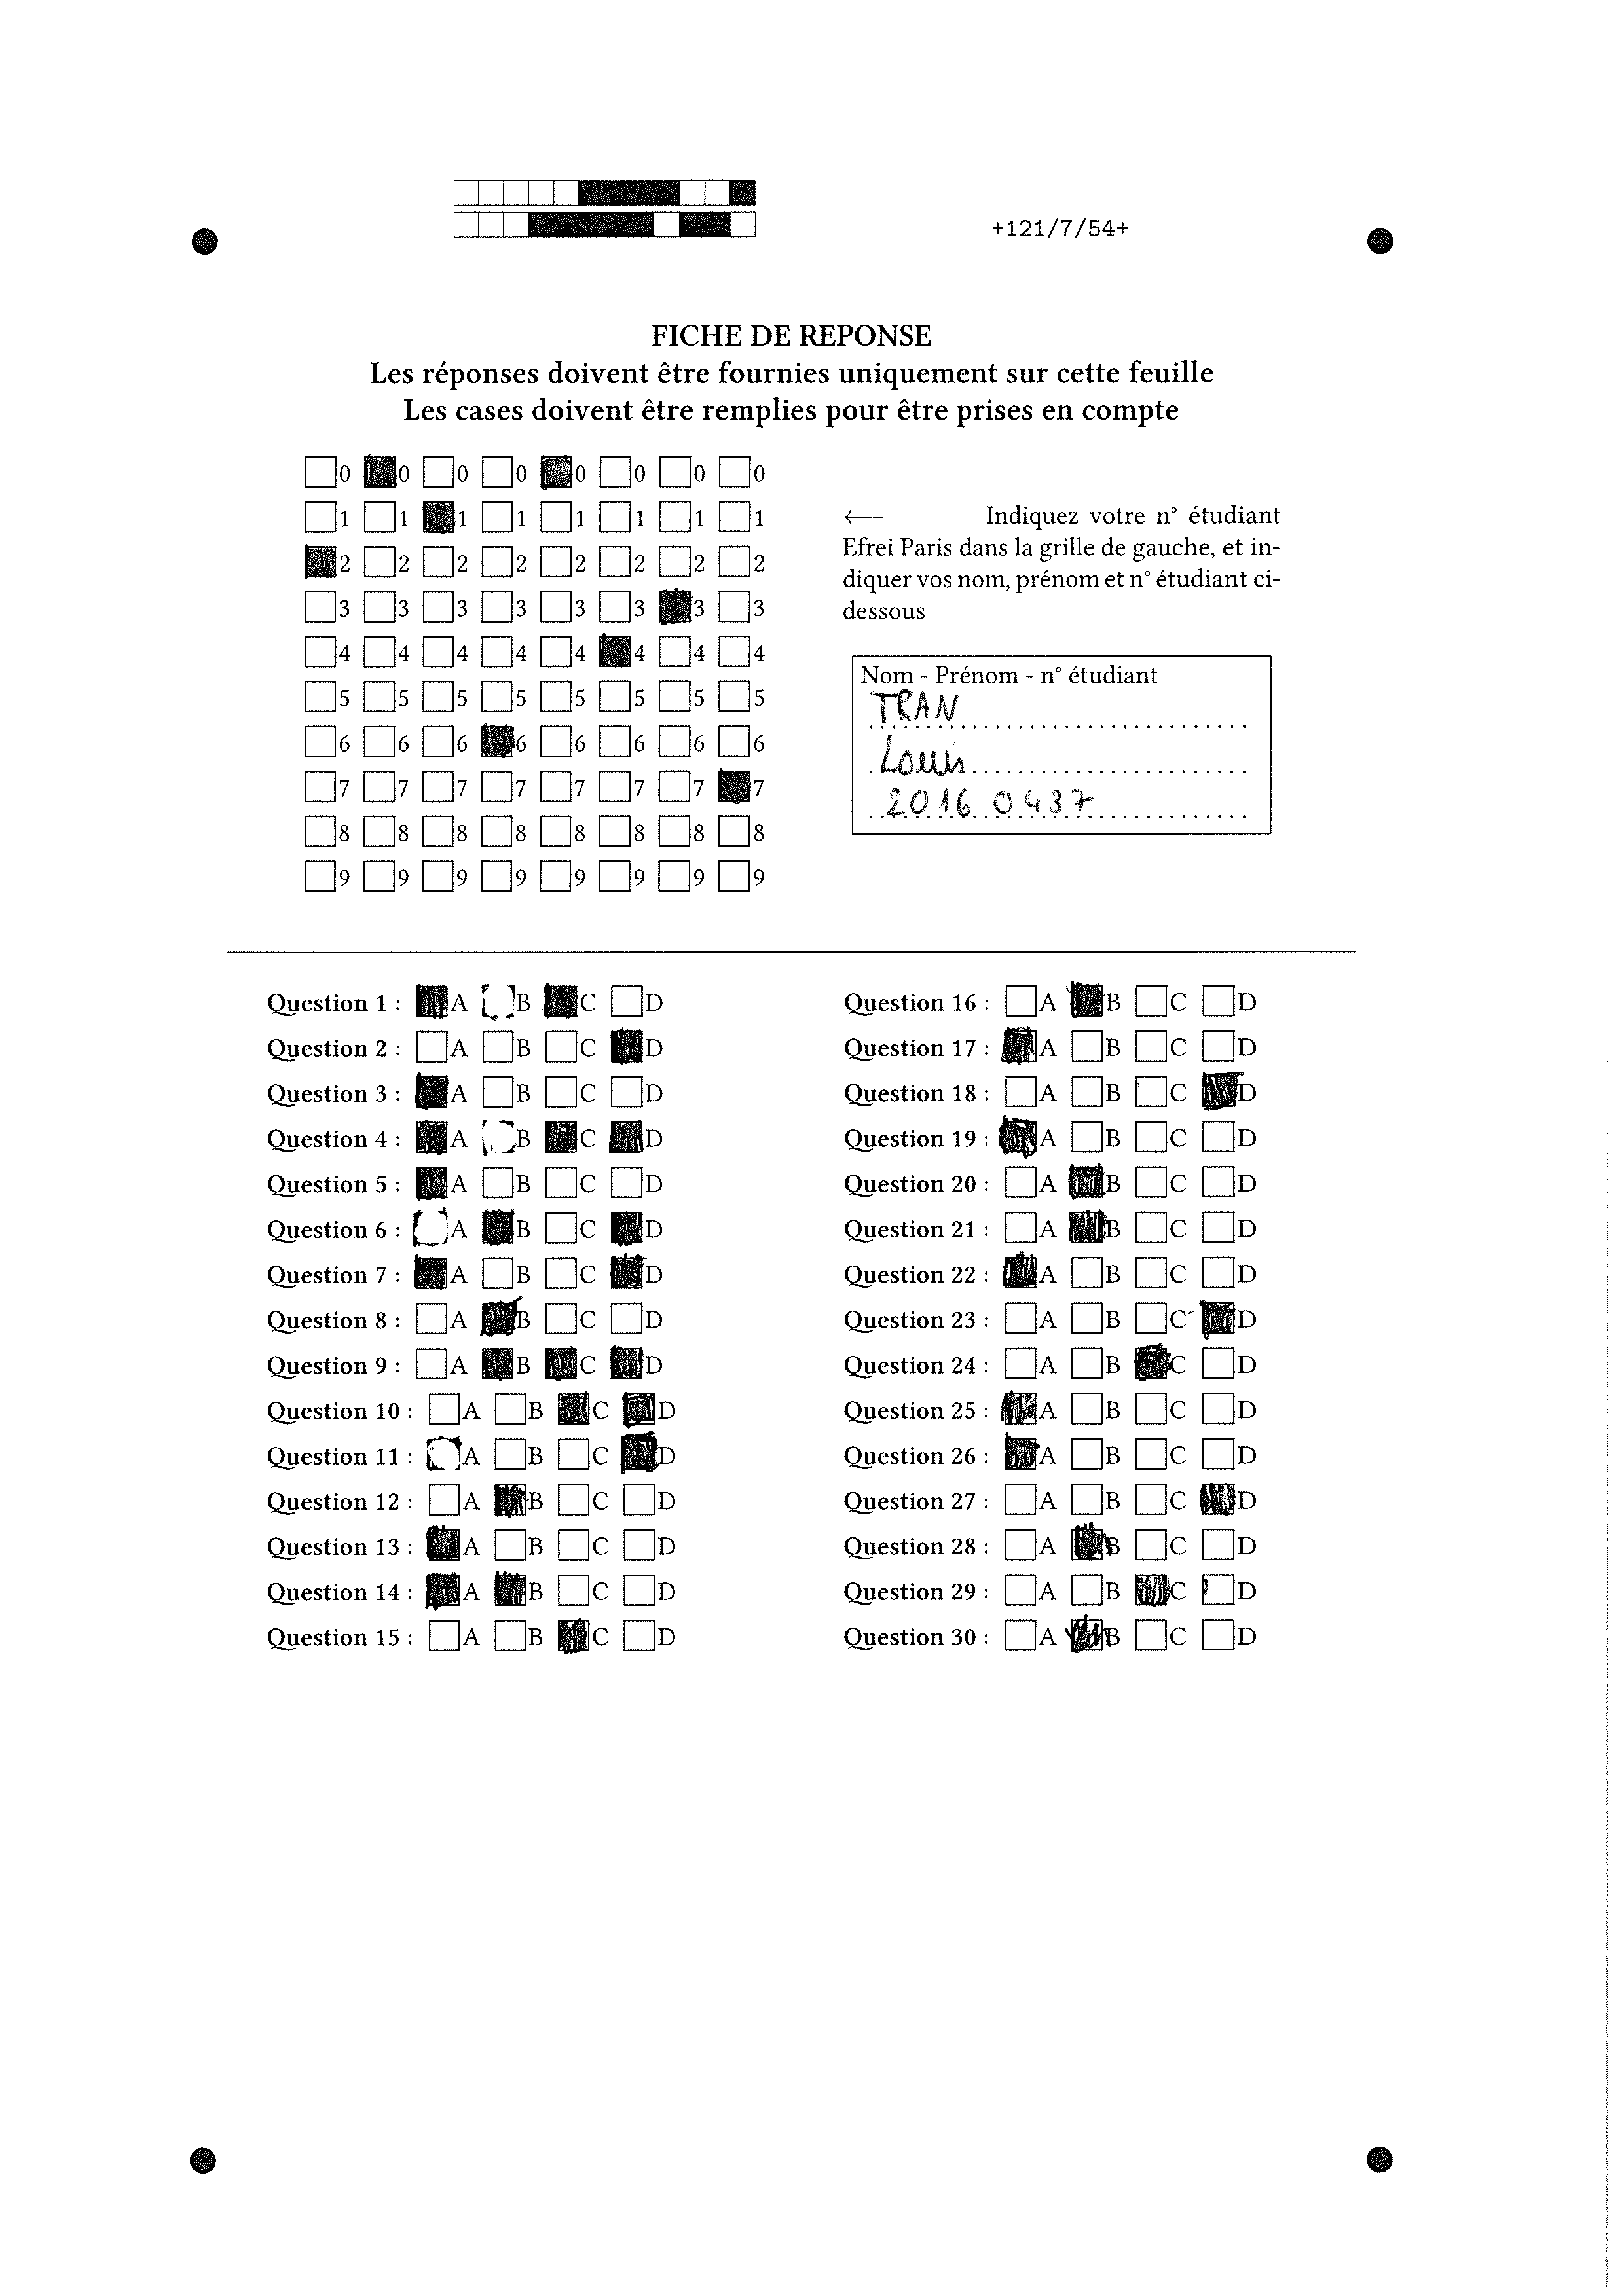 +121/7/54+
FICHE DE REPONSE
Les réponses doivent être fournies uniquement sur cette feuille
Les cases doivent être remplies pour être prises en compte
0 0 0 0 0 0 0 0
1 1 1 1 1 1 1 1
2 2 2 2 2 2 2 2
3 3 3 3 3 3 3 3
4 4 4 4 4 4 4 4
5 5 5 5 5 5 5 5
6 6 6 6 6 6 6 6
7 7 7 7 7 7 7 7
8 8 8 8 8 8 8 8
9 9 9 9 9 9 9 9
← Indiquez votre n° étudiant
Efrei Paris dans la grille de gauche, et in-
diquer vos nom, prénom et n° étudiant ci-
dessous
Nom - Prénom - n° étudiant
TRAN
Louis
2016 0437
Question 1 : A B C D
Question 2 : A B C D
Question 3 : A B C D
Question 4 : A B C D
Question 5 : A B C D
Question 6 : A B C D
Question 7 : A B C D
Question 8 : A B C D
Question 9 : A B C D
Question 10 : A B C D
Question 11 : A B C D
Question 12 : A B C D
Question 13 : A B C D
Question 14 : A B C D
Question 15 : A B C D
Question 16 : A B C D
Question 17 : A B C D
Question 18 : A B C D
Question 19 : A B C D
Question 20 : A B C D
Question 21 : A B C D
Question 22 : A B C D
Question 23 : A B C D
Question 24 : A B C D
Question 25 : A B C D
Question 26 : A B C D
Question 27 : A B C D
Question 28 : A B C D
Question 29 : A B C D
Question 30 : A B C D